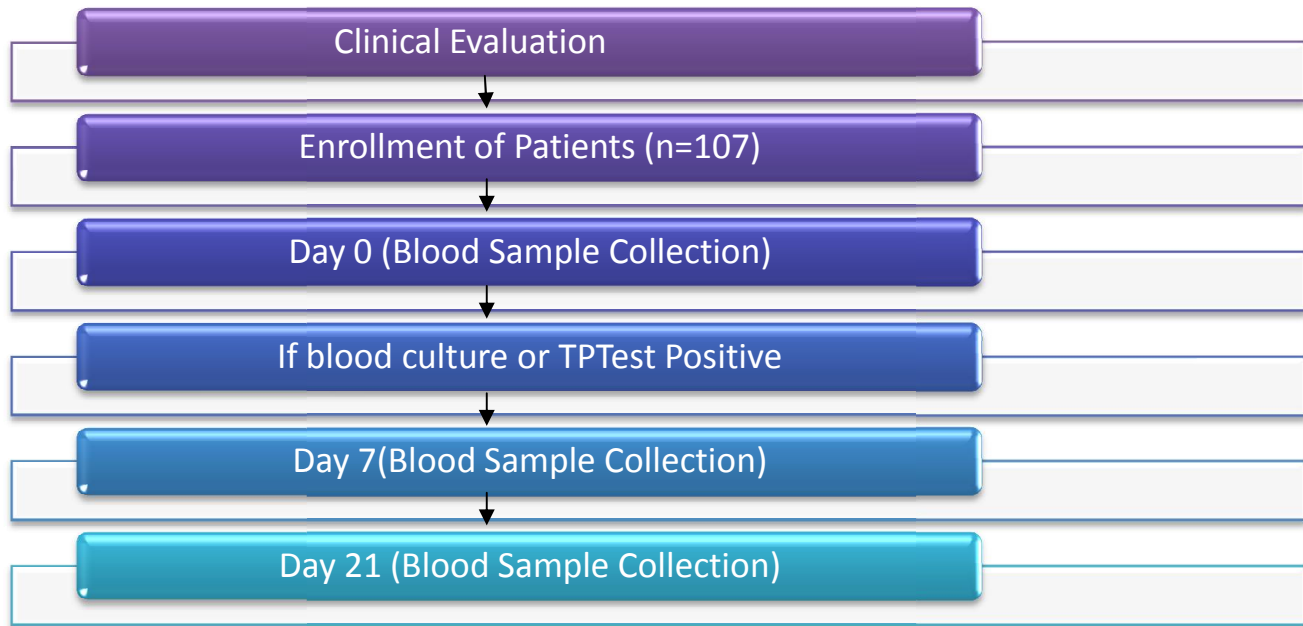 Clinical Evaluation
Enrollment of Patients (n=107)
Day 0 (Blood Sample Collection)
If blood culture or TPTest Positive
Day 7(Blood Sample Collection)
Day 21 (Blood Sample Collection)